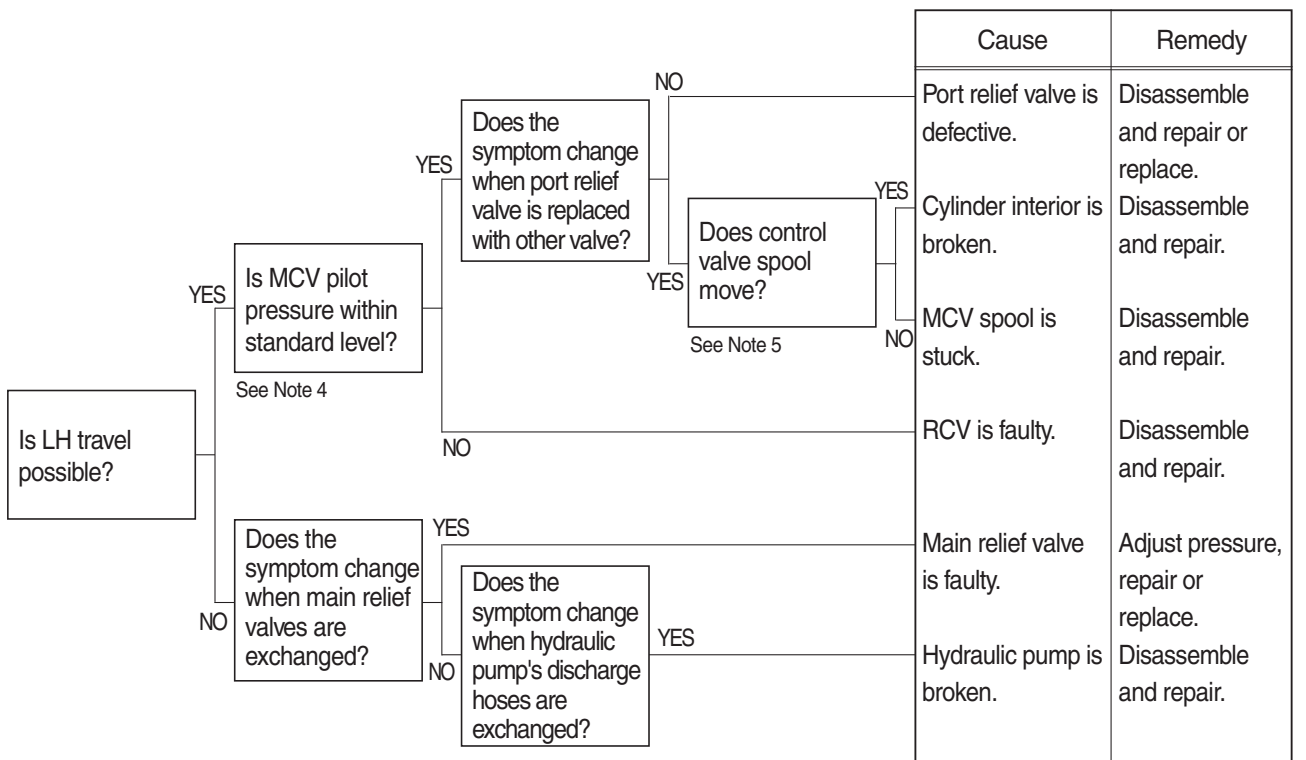 Is LH travel
possible?
YES
NO
Is MCV pilot
pressure within
standard level?
See Note 4
YES
NO
Does the
symptom change
when port relief
valve is replaced
with other valve?
NO
YES
Does control
valve spool
move?
See Note 5
YES
NO
Does the
symptom change
when main relief
valves are
exchanged?
YES
NO
Does the
symptom change
when hydraulic
pump's discharge
hoses are
exchanged?
YES
Cause
Remedy
Port relief valve is
defective.
Disassemble
and repair or
replace.
Cylinder interior is
broken.
Disassemble
and repair.
MCV spool is
stuck.
Disassemble
and repair.
RCV is faulty.
Disassemble
and repair.
Main relief valve
is faulty.
Adjust pressure,
repair or
replace.
Hydraulic pump is
broken.
Disassemble
and repair.